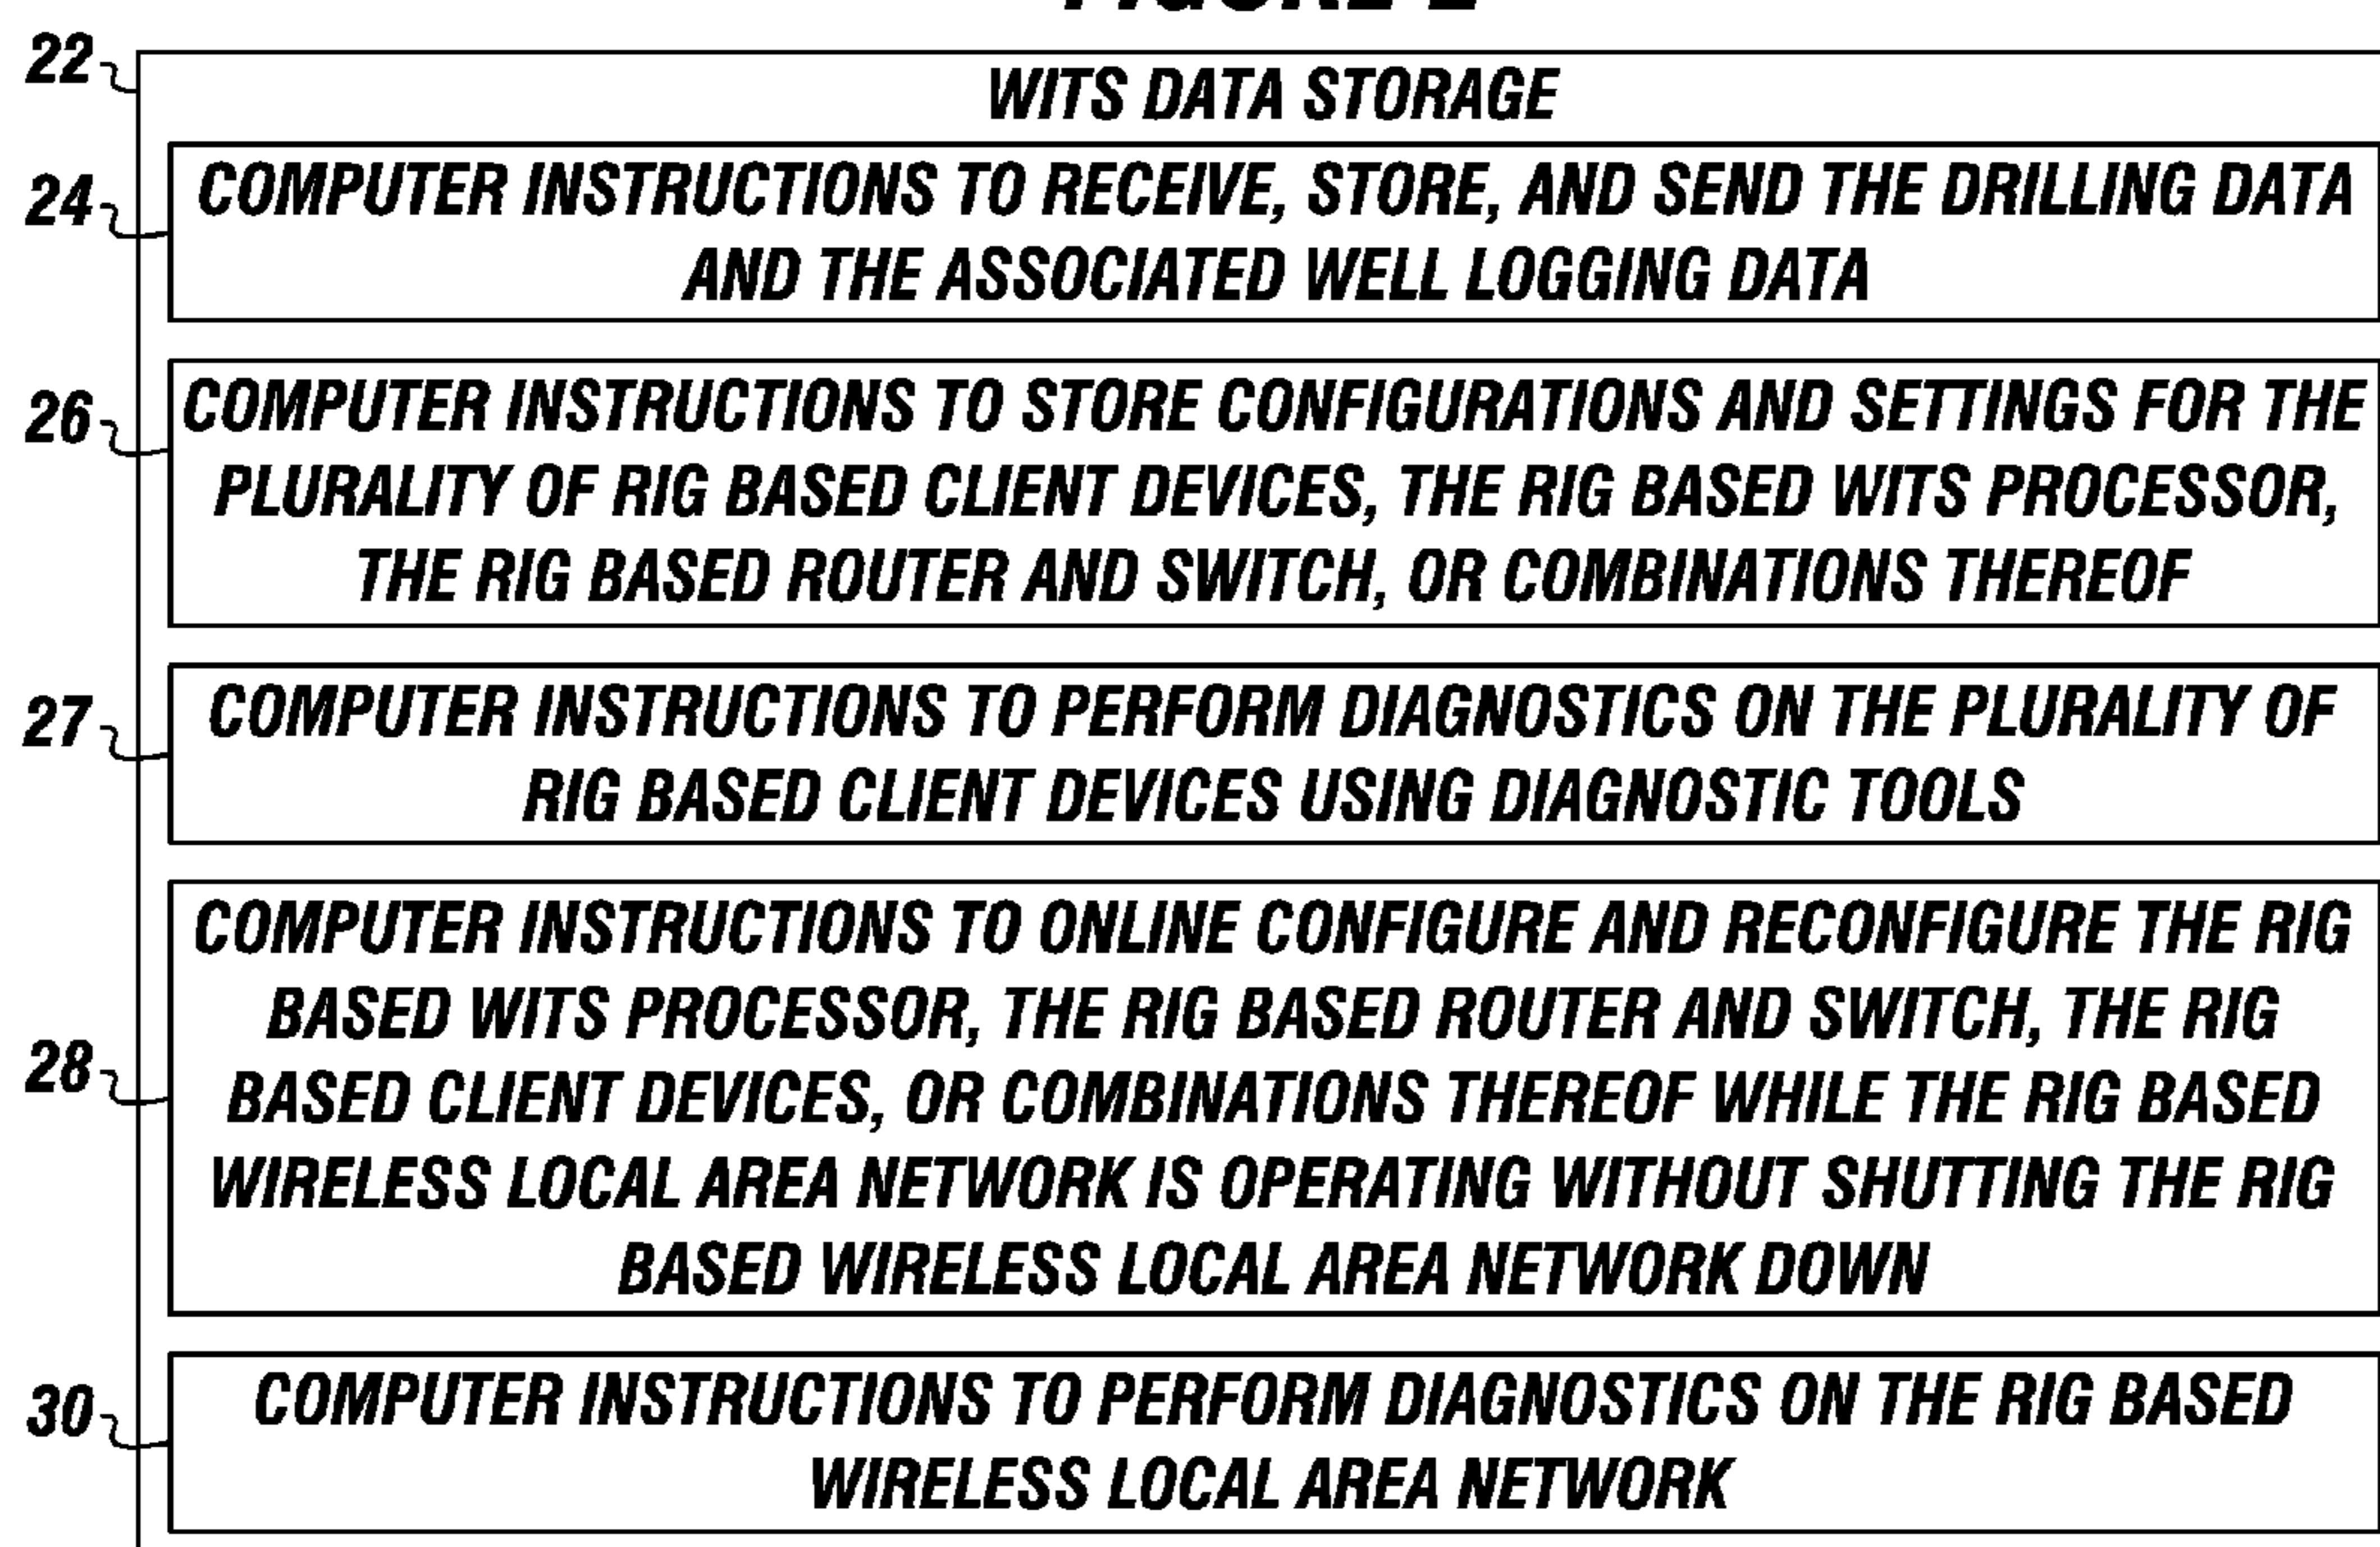 22
WITS DATA STORAGE
24
COMPUTER INSTRUCTIONS TO RECEIVE, STORE, AND SEND THE DRILLING DATA
AND THE ASSOCIATED WELL LOGGING DATA
26
COMPUTER INSTRUCTIONS TO STORE CONFIGURATIONS AND SETTINGS FOR THE
PLURALITY OF RIG BASED CLIENT DEVICES, THE RIG BASED WITS PROCESSOR,
THE RIG BASED ROUTER AND SWITCH, OR COMBINATIONS THEREOF
27
COMPUTER INSTRUCTIONS TO PERFORM DIAGNOSTICS ON THE PLURALITY OF
RIG BASED CLIENT DEVICES USING DIAGNOSTIC TOOLS
28
COMPUTER INSTRUCTIONS TO ONLINE CONFIGURE AND RECONFIGURE THE RIG
BASED WITS PROCESSOR, THE RIG BASED ROUTER AND SWITCH, THE RIG
BASED CLIENT DEVICES, OR COMBINATIONS THEREOF WHILE THE RIG BASED
WIRELESS LOCAL AREA NETWORK IS OPERATING WITHOUT SHUTTING THE RIG
BASED WIRELESS LOCAL AREA NETWORK DOWN
30
COMPUTER INSTRUCTIONS TO PERFORM DIAGNOSTICS ON THE RIG BASED
WIRELESS LOCAL AREA NETWORK